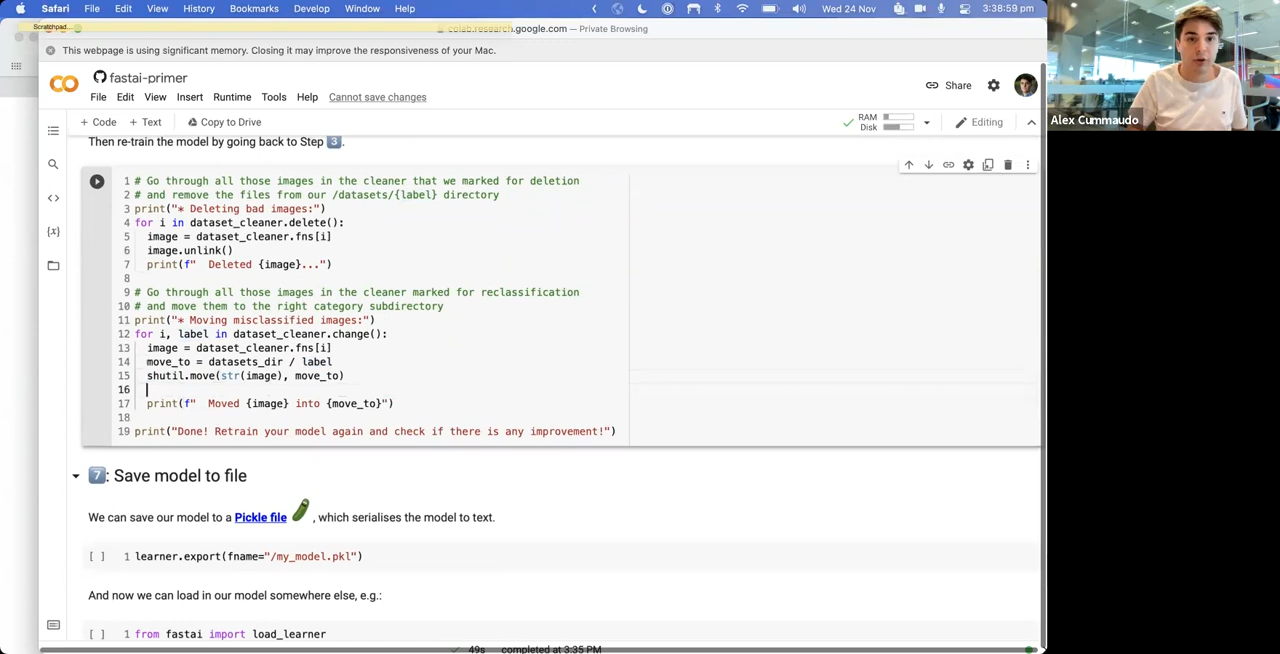 Safari File Edit View History Bookmarks Develop Window Help Wed 24 Nov 3:38:59 pm
Scratchpad...
colab.research.google.com — Private Browsing
This webpage is using significant memory. Closing it may improve the responsiveness of your Mac.
fastai-primer
Share
File Edit View Insert Runtime Tools Help Cannot save changes
Alex Cummaudo
+ Code + Text Copy to Drive
RAM
Disk
Editing
Then re-train the model by going back to Step 3.
1 # Go through all those images in the cleaner that we marked for deletion
2 # and remove the files from our /datasets/{label} directory
3 print("* Deleting bad images:")
4 for i in dataset_cleaner.delete():
5 image = dataset_cleaner.fns[i]
6 image.unlink()
7 print(f"  Deleted {image}...")
8
9 # Go through all those images in the cleaner marked for reclassification
10 # and move them to the right category subdirectory
11 print("* Moving misclassified images:")
12 for i, label in dataset_cleaner.change():
13 image = dataset_cleaner.fns[i]
14 move_to = datasets_dir / label
15 shutil.move(str(image), move_to)
16
17 print(f"  Moved {image} into {move_to}")
18
19 print("Done! Retrain your model again and check if there is any improvement!")
7: Save model to file
We can save our model to a Pickle file , which serialises the model to text.
[ ] 1 learner.export(fname="/my_model.pkl")
And now we can load in our model somewhere else, e.g.:
[ ] 1 from fastai import load_learner
49s completed at 3:35 PM